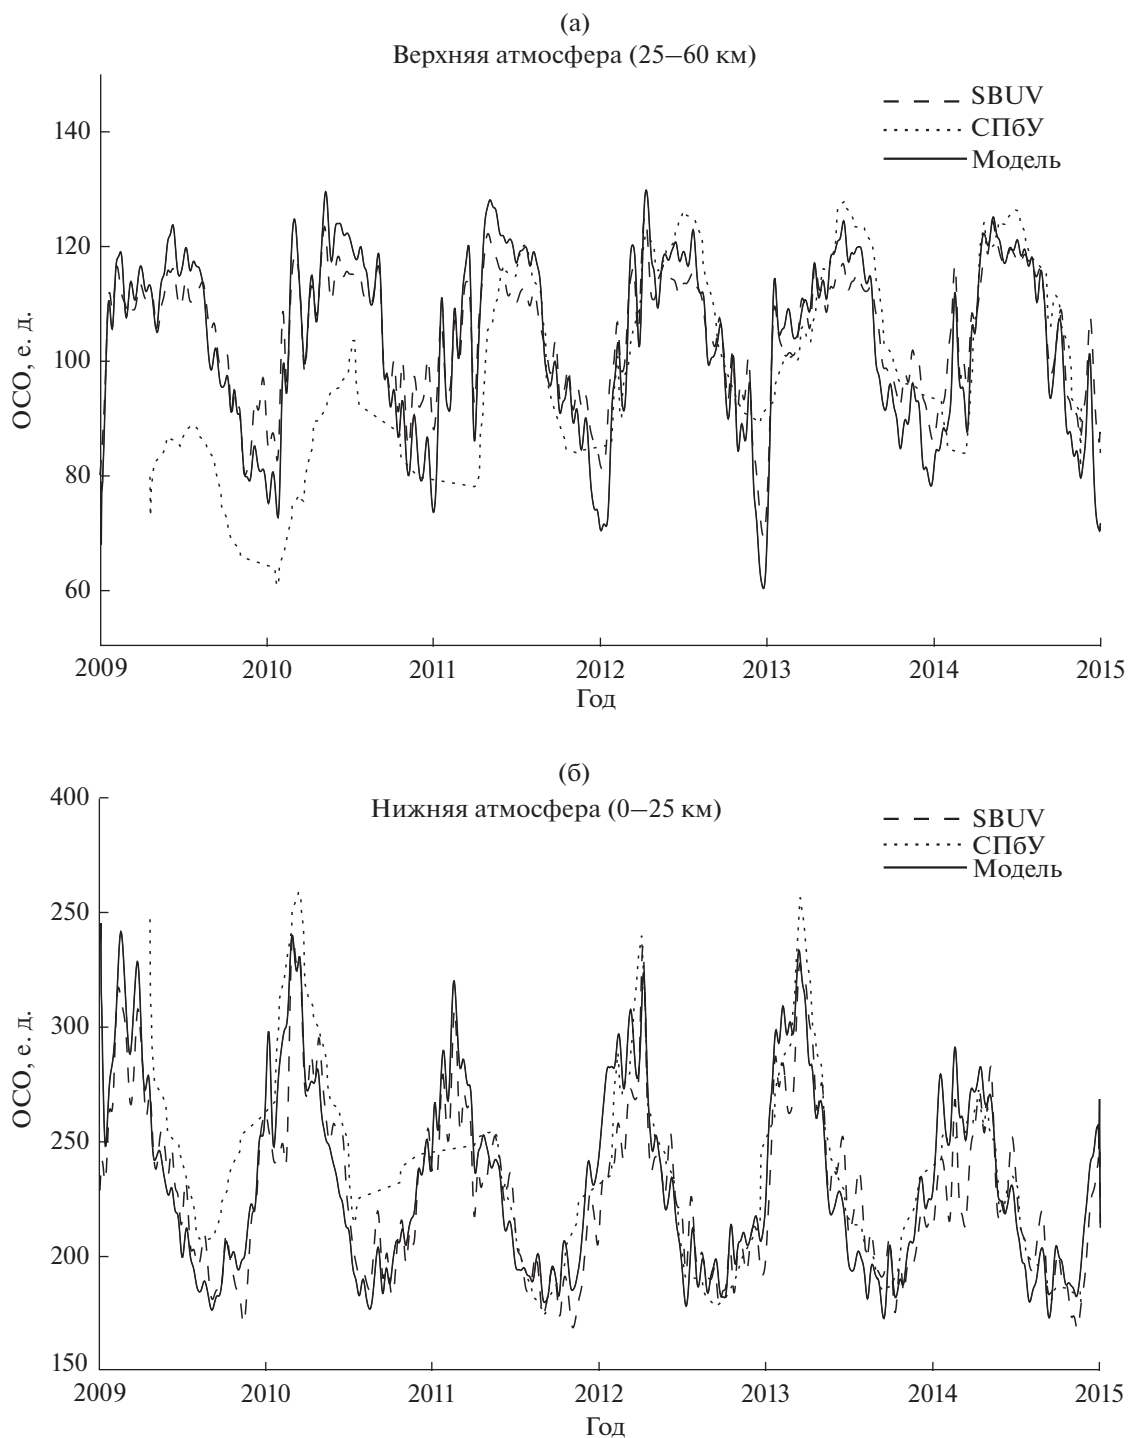 (а)
Верхняя атмосфера (25–60 км)
SBUV
СПбУ
Модель
140
120
100
80
60
ОСО, е. д.
2009 2010 2011 2012 2013 2014 2015
Год
(б)
Нижняя атмосфера (0–25 км)
SBUV
СПбУ
Модель
400
250
300
250
200
150
ОСО, е. д.
2009 2010 2011 2012 2013 2014 2015
Год